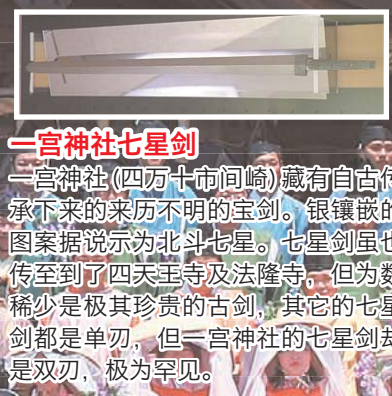 一宫神社七星剑
一宫神社(四万十市间崎)藏有自古传
承下来的来历不明的宝剑。银镶嵌的
图案据说示为北斗七星。七星剑虽也
传至到了四天王寺及法隆寺，但为数
稀少是极其珍贵的古剑，其它的七星
剑都是单刃，但一宫神社的七星剑却
是双刃，极为罕见。